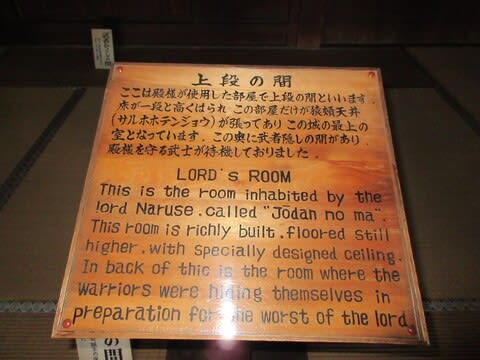 上段の間
ここは殿様が使用した部屋で上段の間といいます.
床が一段と高くはられ この部屋だけが猿頬天井
(サルホホテンジョウ)が張ってあり この城の最上の
室となっています.この奥に武者隠しの間があり
殿様を守る武士が待機しておりました.
LORD'S ROOM
This is the room inhabited by the
lord Naruse.called "Jōdan no ma".
This room is richly built.floored still
higher.with specially designed ceiling.
In back of thic is the room where the
warriors were hiding themselves in
preparation for the worst of the lord
の間